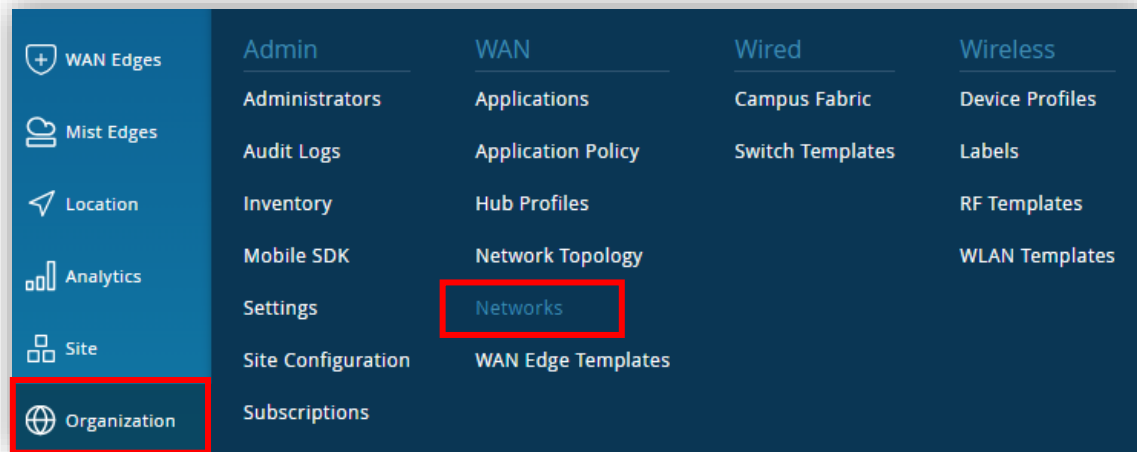 WAN Edges
Mist Edges
Location
Analytics
Site
Organization
Admin
Administrators
Audit Logs
Inventory
Mobile SDK
Settings
Site Configuration
Subscriptions
WAN
Applications
Application Policy
Hub Profiles
Network Topology
Networks
WAN Edge Templates
Wired
Campus Fabric
Switch Templates
Wireless
Device Profiles
Labels
RF Templates
WLAN Templates